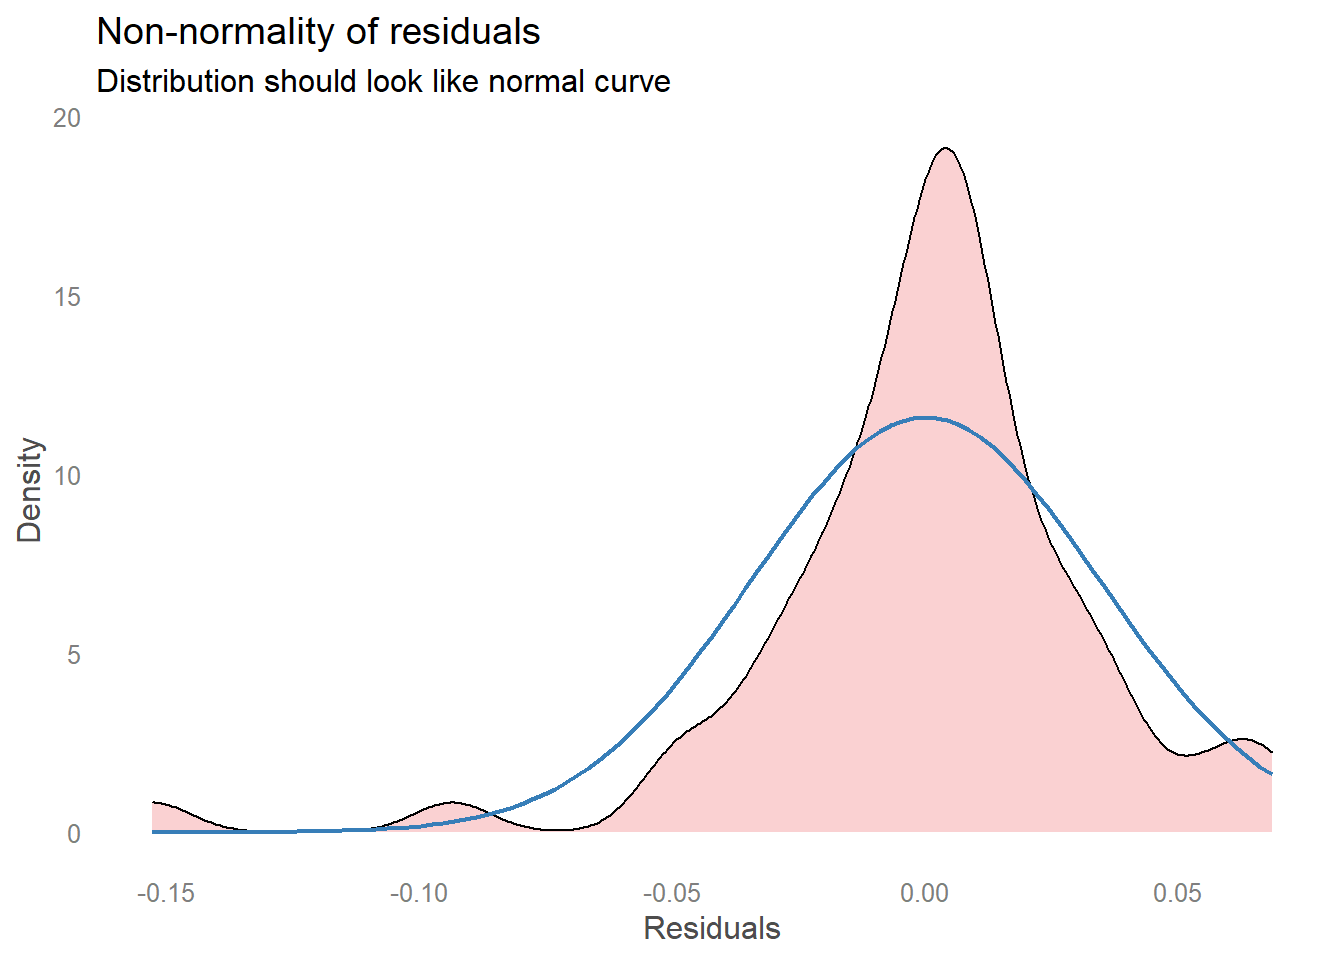 Non-normality of residuals
Distribution should look like normal curve
20
15
10
5
0
Density
-0.15 -0.10 -0.05 0.00 0.05
Residuals